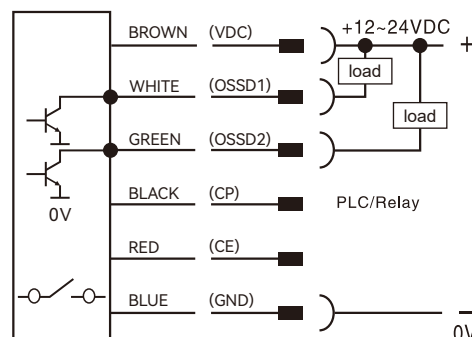 BROWN (VDC) +12~24VDC +
load
WHITE (OSSD1)
load
GREEN (OSSD2)
BLACK (CP) PLC/Relay
0V
RED (CE)
BLUE (GND) −
0V